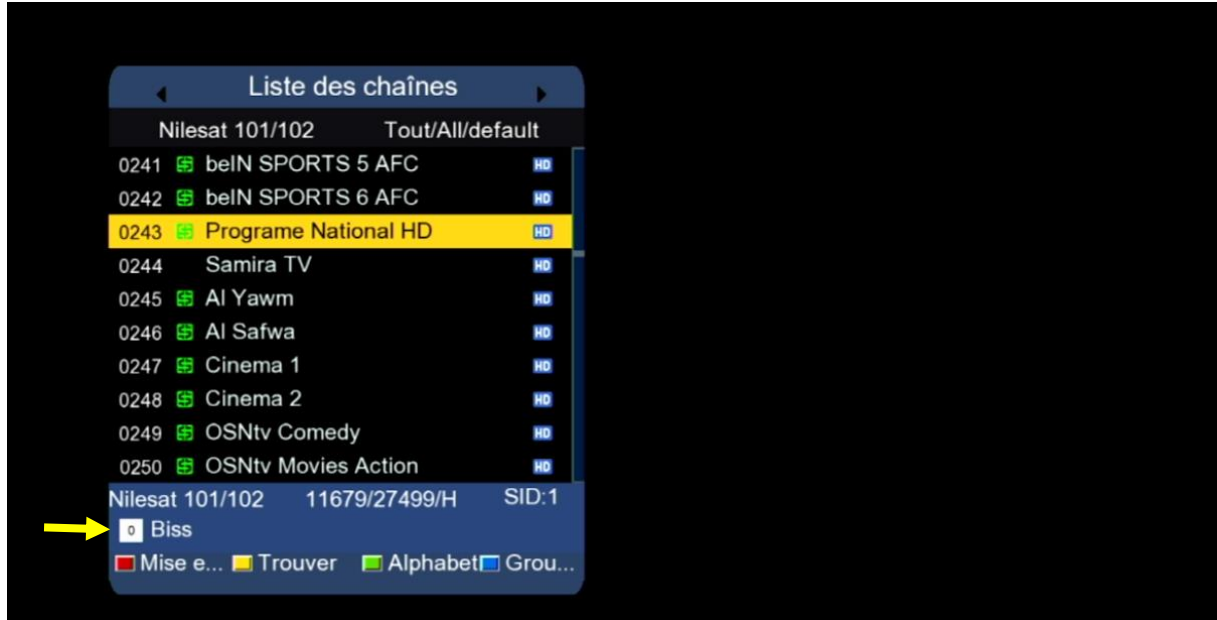 Liste des chaînes
Nilesat 101/102 Tout/All/default
0241 $ beIN SPORTS 5 AFC HD
0242 $ beIN SPORTS 6 AFC HD
0243 $ Programe National HD HD
0244 Samira TV HD
0245 $ Al Yawm HD
0246 $ Al Safwa HD
0247 $ Cinema 1 HD
0248 $ Cinema 2 HD
0249 $ OSNtv Comedy HD
0250 $ OSNtv Movies Action HD
Nilesat 101/102 11679/27499/H SID:1
0 Biss
Mise e... Trouver Alphabet Grou...